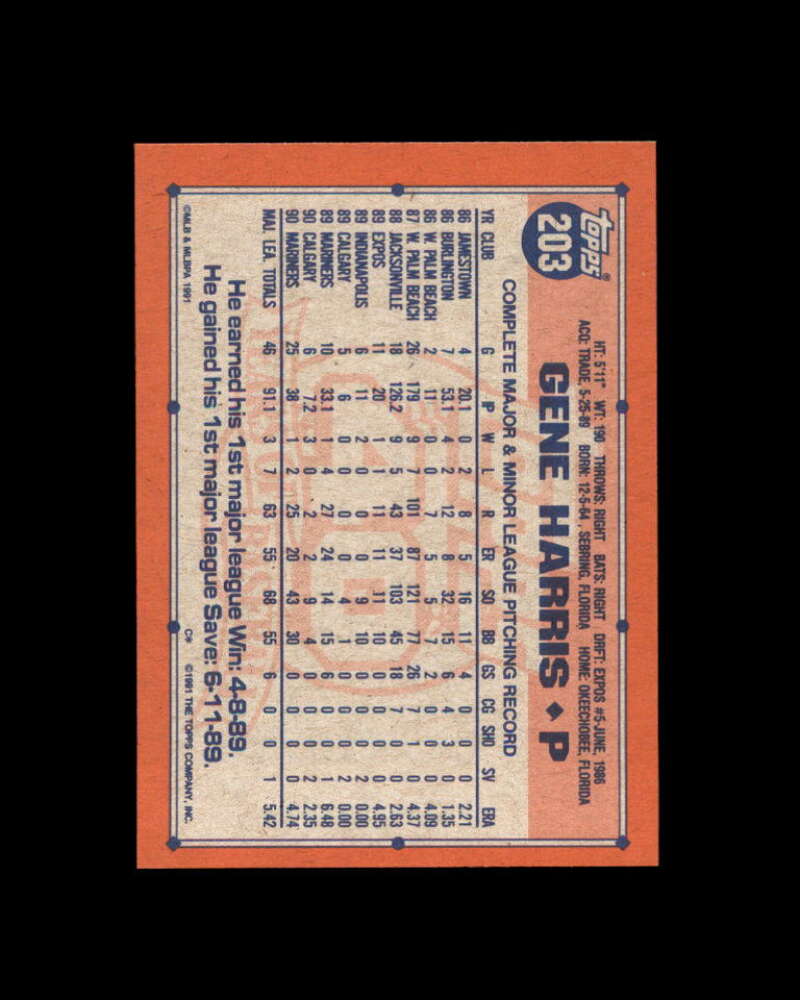 topps®
203
HT: 5'11" WT: 190 THROWS: RIGHT BATS: RIGHT DRFT: EXPOS #5-JUNE, 1986
ACQ: TRADE, 5-25-89 BORN: 12-5-64, SEBRING, FLORIDA HOME: OKEECHOBEE, FLORIDA
GENE HARRIS ♦ P
COMPLETE MAJOR & MINOR LEAGUE PITCHING RECORD
YR CLUB G IP W L R ER SO BB GS CG SHO SV ERA
86 JAMESTOWN 4 20.1 0 2 8 5 16 11 4 0 0 0 2.21
86 BURLINGTON 7 53.1 4 2 12 8 32 15 6 4 3 0 1.35
86 W. PALM BEACH 2 11 0 0 7 5 5 7 2 0 0 0 4.09
87 W. PALM BEACH 26 179 9 7 101 87 121 77 26 7 1 0 4.37
88 JACKSONVILLE 18 126.2 9 5 43 37 103 45 18 7 0 0 2.63
89 EXPOS 11 20 1 1 11 11 11 10 0 0 0 0 4.95
89 INDIANAPOLIS 6 11 2 0 0 0 9 10 0 0 0 2 0.00
89 CALGARY 5 6 0 0 0 0 4 1 0 0 0 2 0.00
89 MARINERS 10 33.1 1 4 27 24 14 15 6 0 0 1 6.48
90 CALGARY 6 7.2 3 0 2 2 9 4 0 0 0 2 2.35
90 MARINERS 25 38 1 2 25 20 43 30 0 0 0 0 4.74
MAJ. LEA. TOTALS 46 91.1 3 7 63 55 68 55 6 0 0 1 5.42
He earned his 1st major league Win: 4-8-89.
He gained his 1st major league Save: 6-11-89.
©MLB & MLBPA 1991 C* ©1991 THE TOPPS COMPANY, INC.